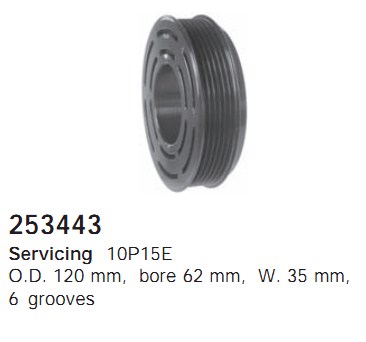 253443
Servicing 10P15E
O.D. 120 mm, bore 62 mm, W. 35 mm,
6 grooves